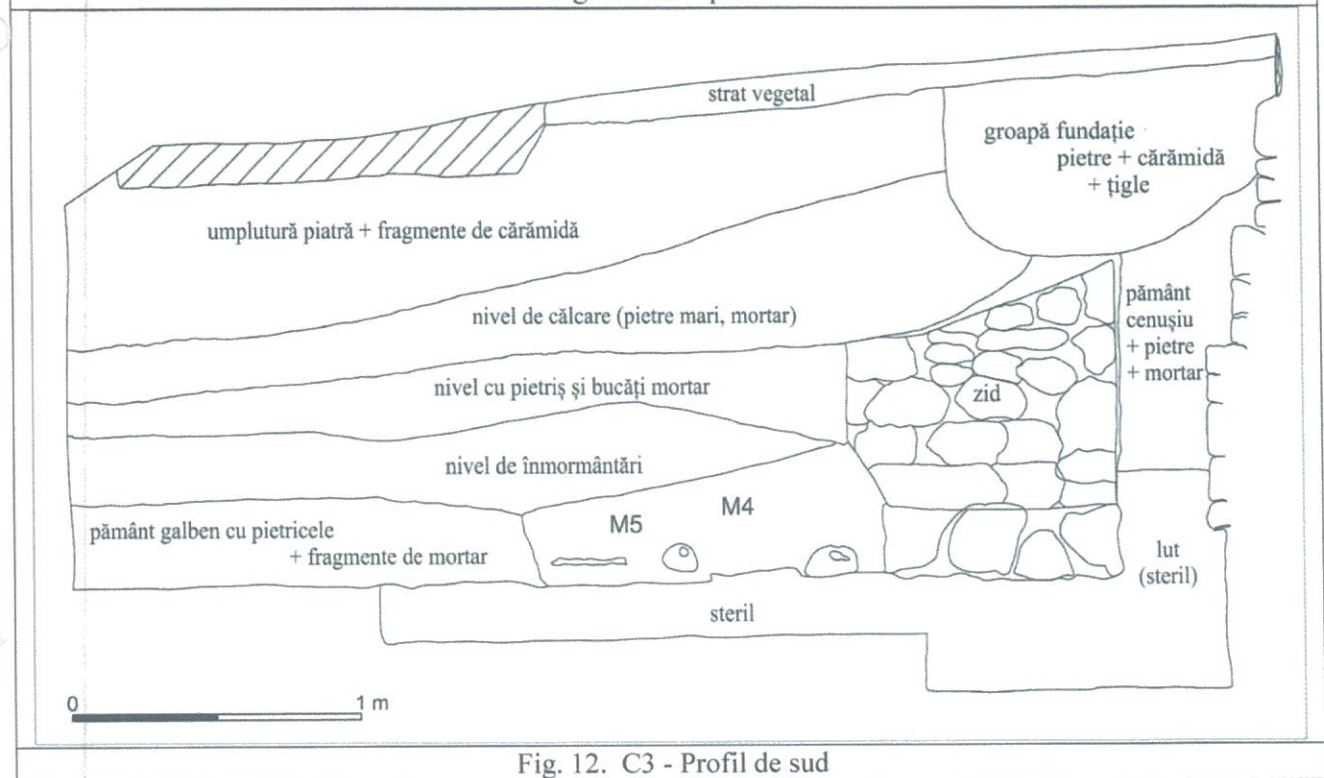 strat vegetal
groapă fundație
pietre + cărămidă
+ țigle
umplutură piatră + fragmente de cărămidă
nivel de călcare (pietre mari, mortar)
pământ
cenușiu
+ pietre
+ mortar
nivel cu pietriș și bucăți mortar
zid
nivel de înmormântări
M5
M4
pământ galben cu pietricele
+ fragmente de mortar
lut
(steril)
steril
0
1 m
Fig. 12. C3 - Profil de sud